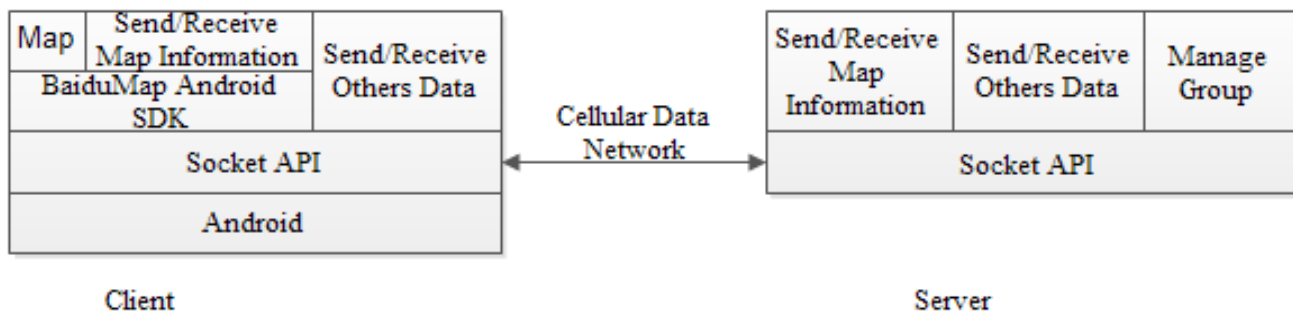 Map
Send/Receive
Map Information
BaiduMap Android
SDK
Send/Receive
Others Data
Socket API
Android
Client
Cellular Data
Network
Send/Receive
Map
Information
Send/Receive
Others Data
Manage
Group
Socket API
Server